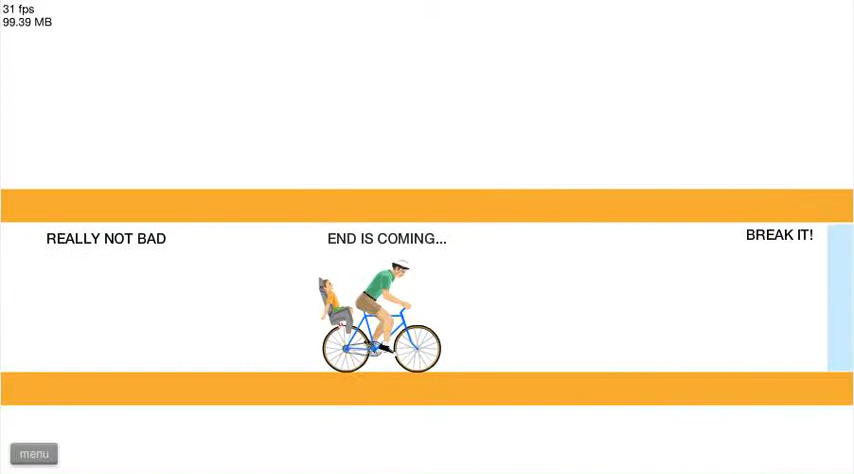 31 fps
99.39 MB
REALLY NOT BAD
END IS COMING...
BREAK IT!
menu